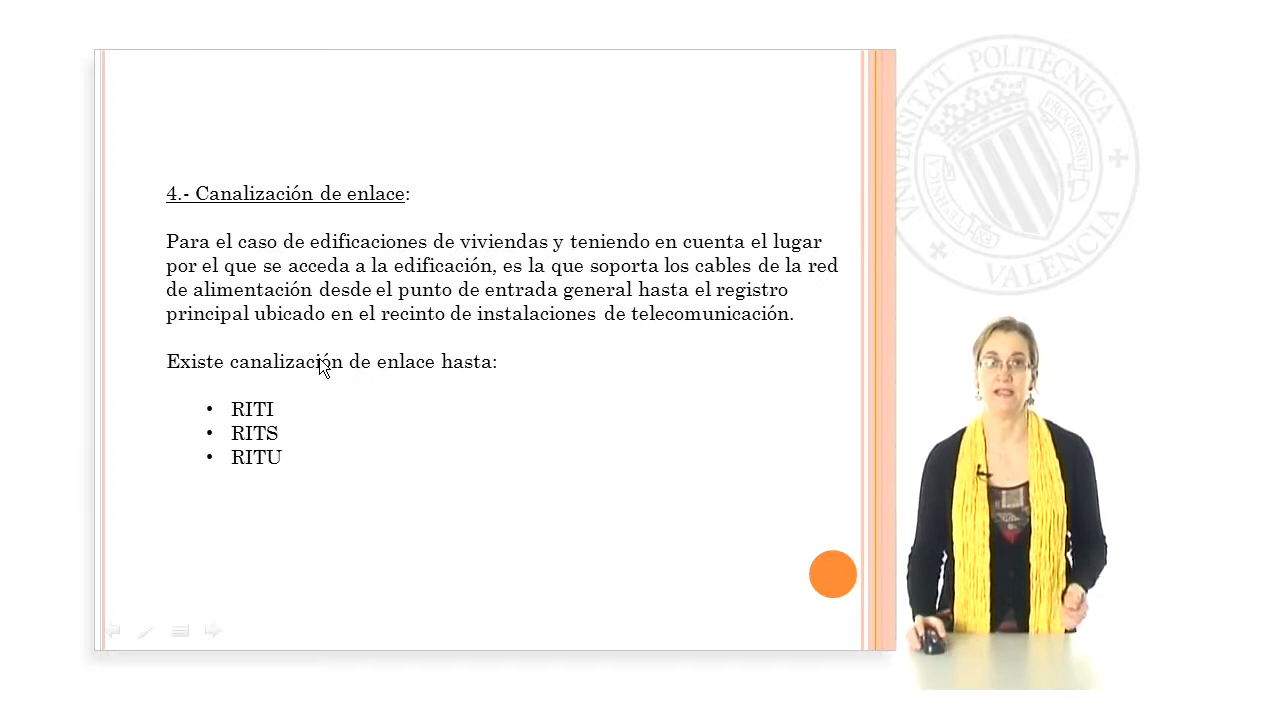 4.- Canalización de enlace:
Para el caso de edificaciones de viviendas y teniendo en cuenta el lugar
por el que se acceda a la edificación, es la que soporta los cables de la red
de alimentación desde el punto de entrada general hasta el registro
principal ubicado en el recinto de instalaciones de telecomunicación.
Existe canalización de enlace hasta:
• RITI
• RITS
• RITU
UNIVERSITAT POLITÈCNICA
VALÈNCIA